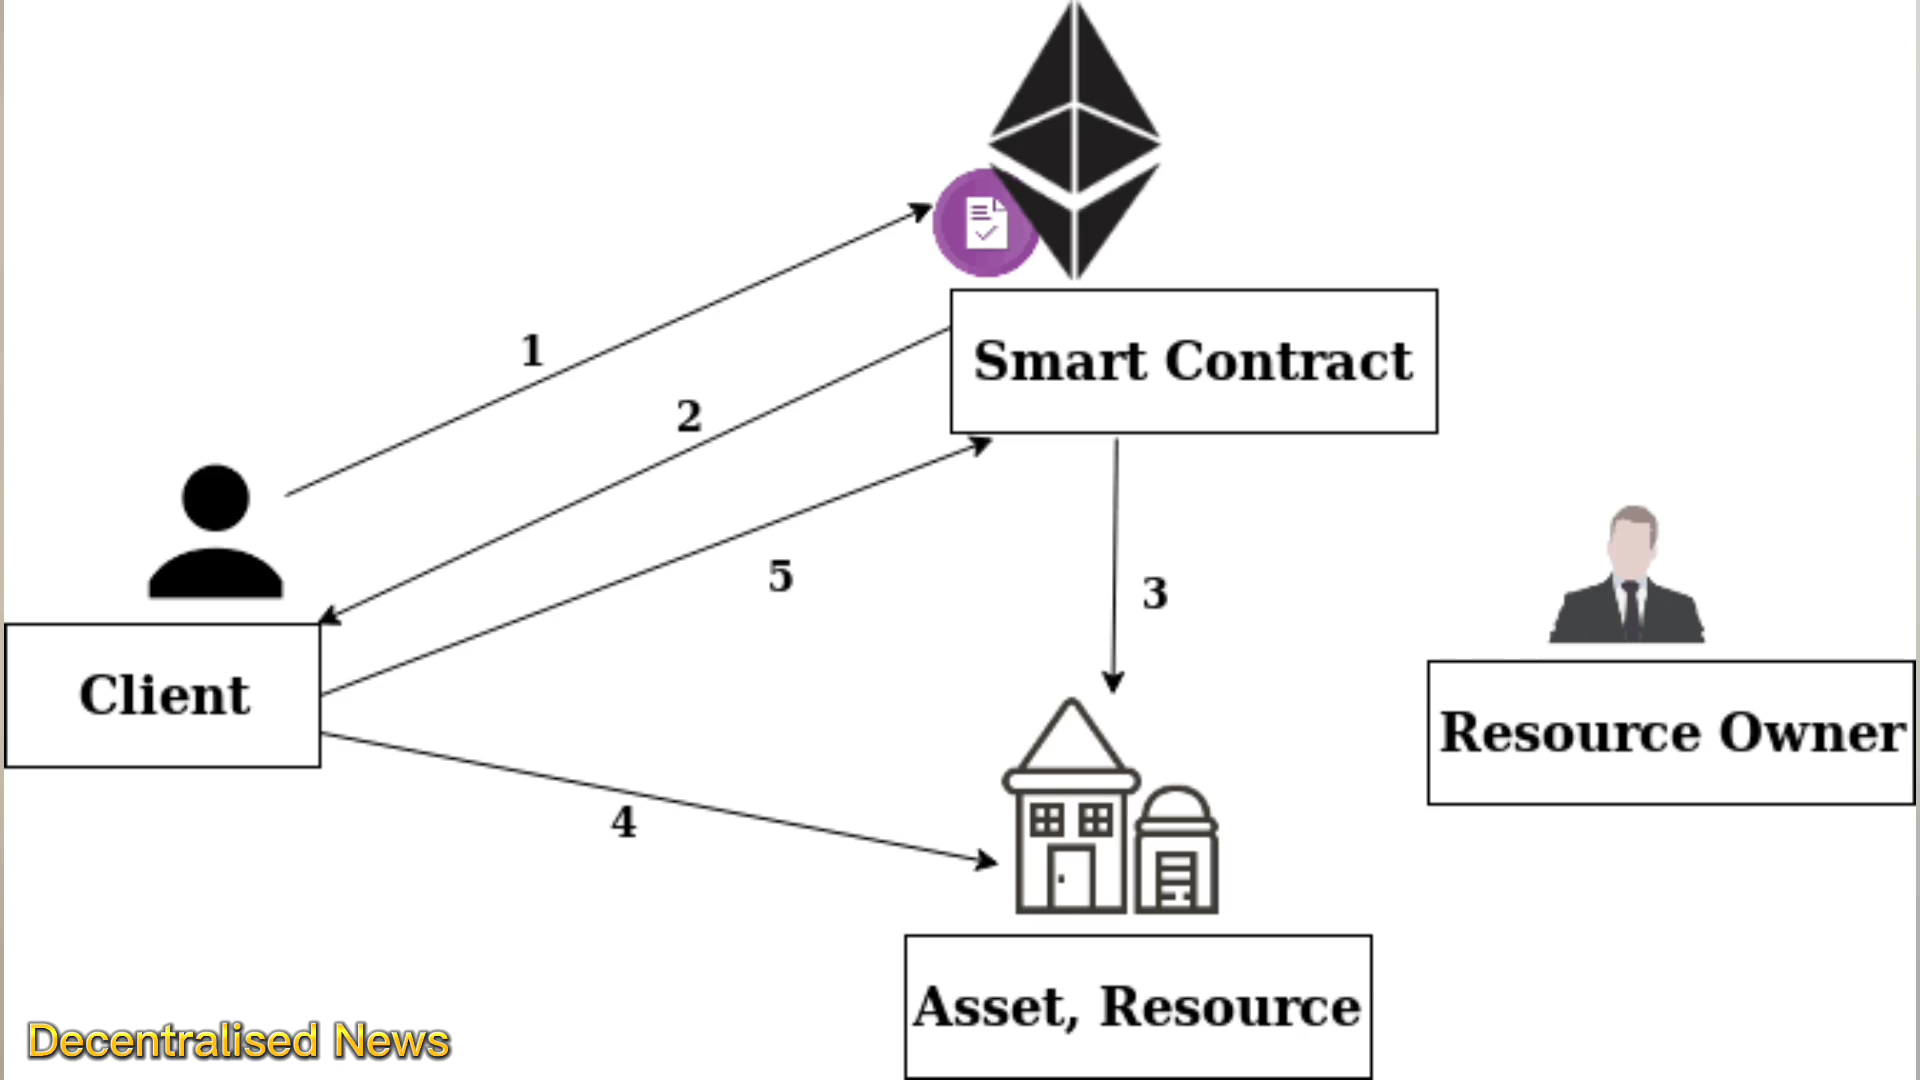 1
Smart Contract
2
5
3
Client
Resource Owner
4
Asset, Resource
Decentralised News